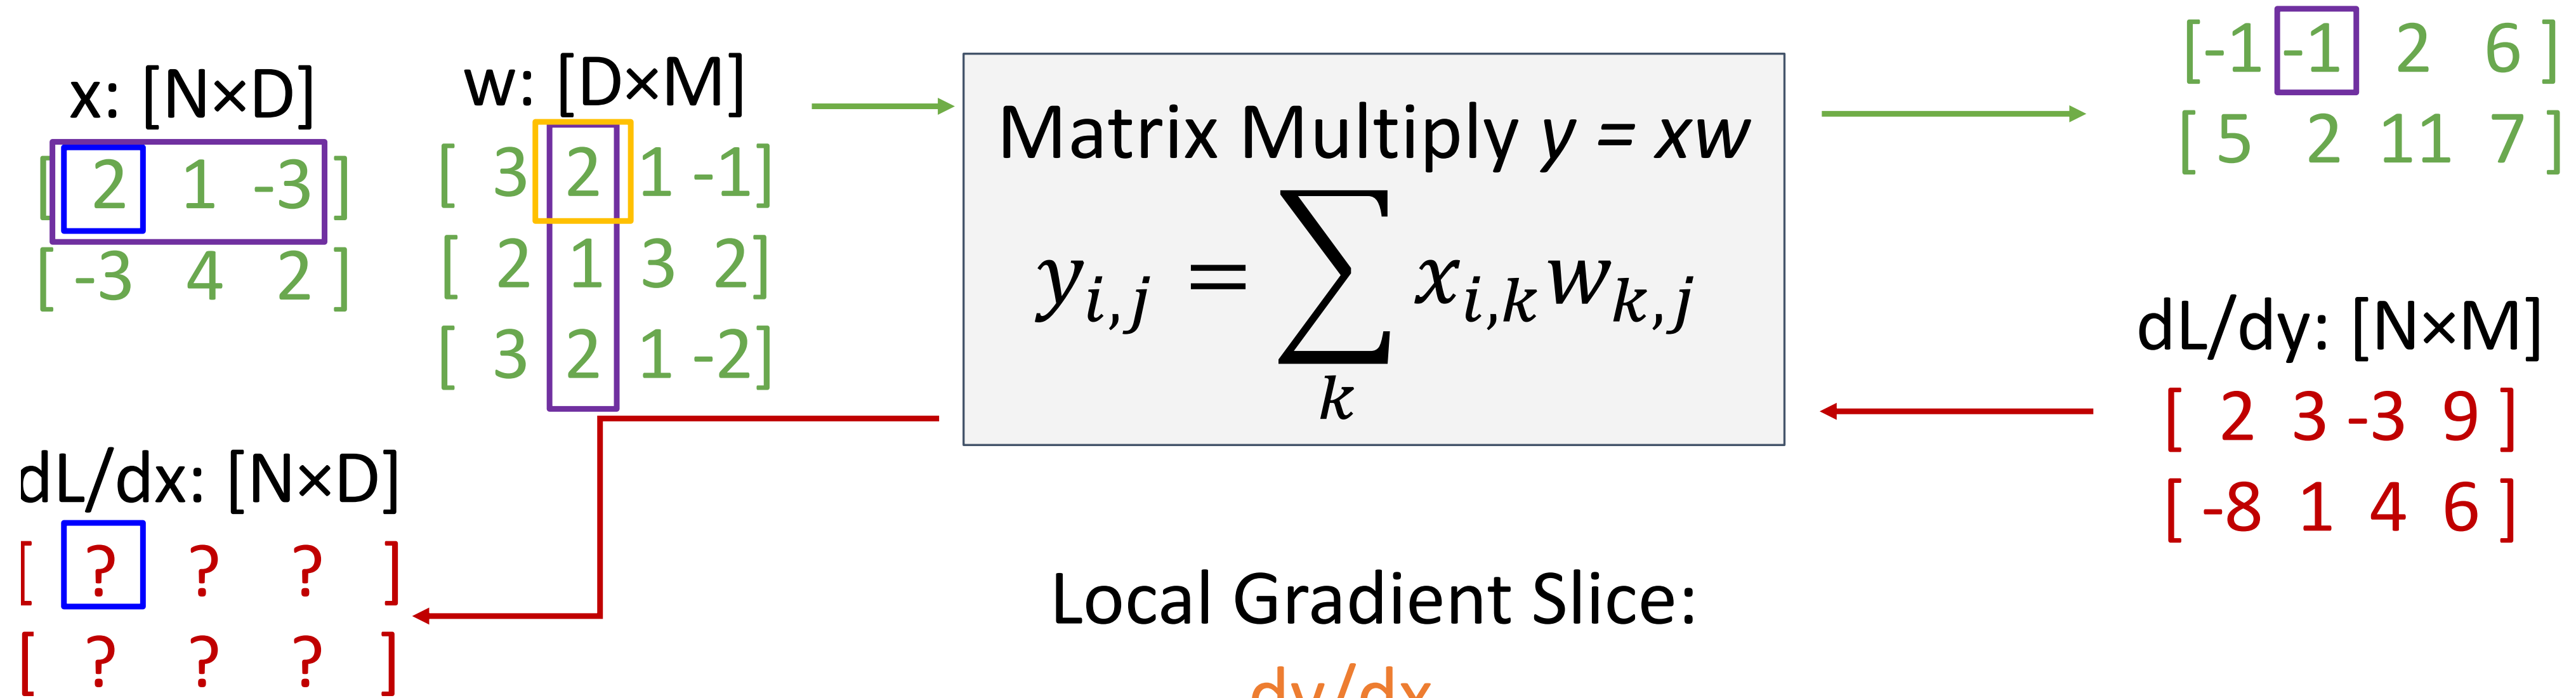 x: [N×D]
[ 2 1 -3 ]
[ -3 4 2 ]
w: [D×M]
[ 3 2 1 -1]
[ 2 1 3 2]
[ 3 2 1 -2]
Matrix Multiply y = xw
y_{i,j} = ∑_k x_{i,k}w_{k,j}
[-1 -1 2 6 ]
[ 5 2 11 7 ]
dL/dy: [N×M]
[ 2 3 -3 9 ]
[ -8 1 4 6 ]
dL/dx: [N×D]
[ ? ? ? ]
[ ? ? ? ]
Local Gradient Slice:
dy/dx